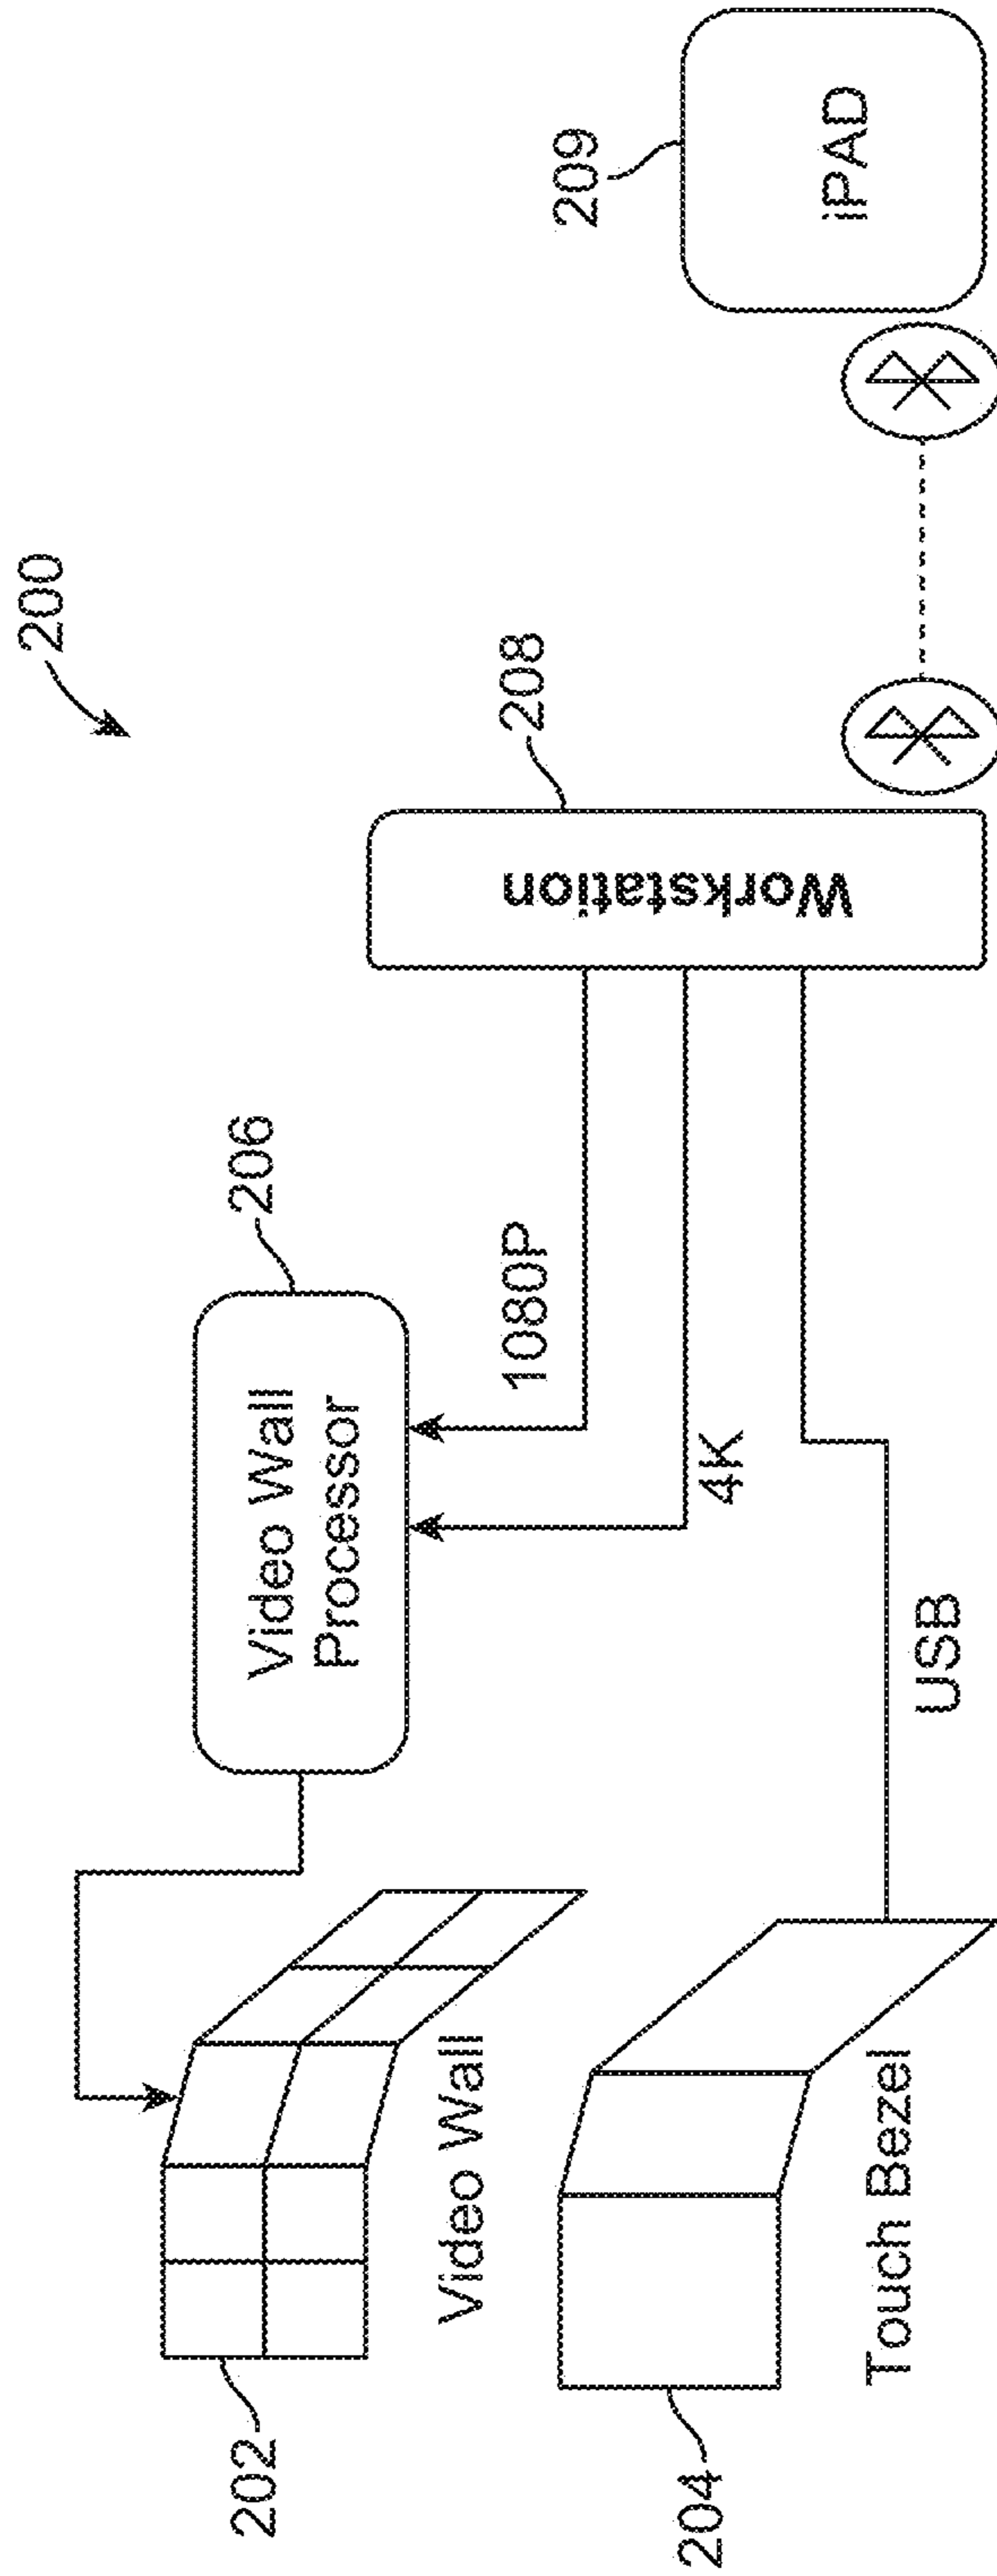 200
202
Video Wall
Video Wall
Processor
206
1080P
4K
208
Workstation
209
iPAD
204
Touch Bezel
USB